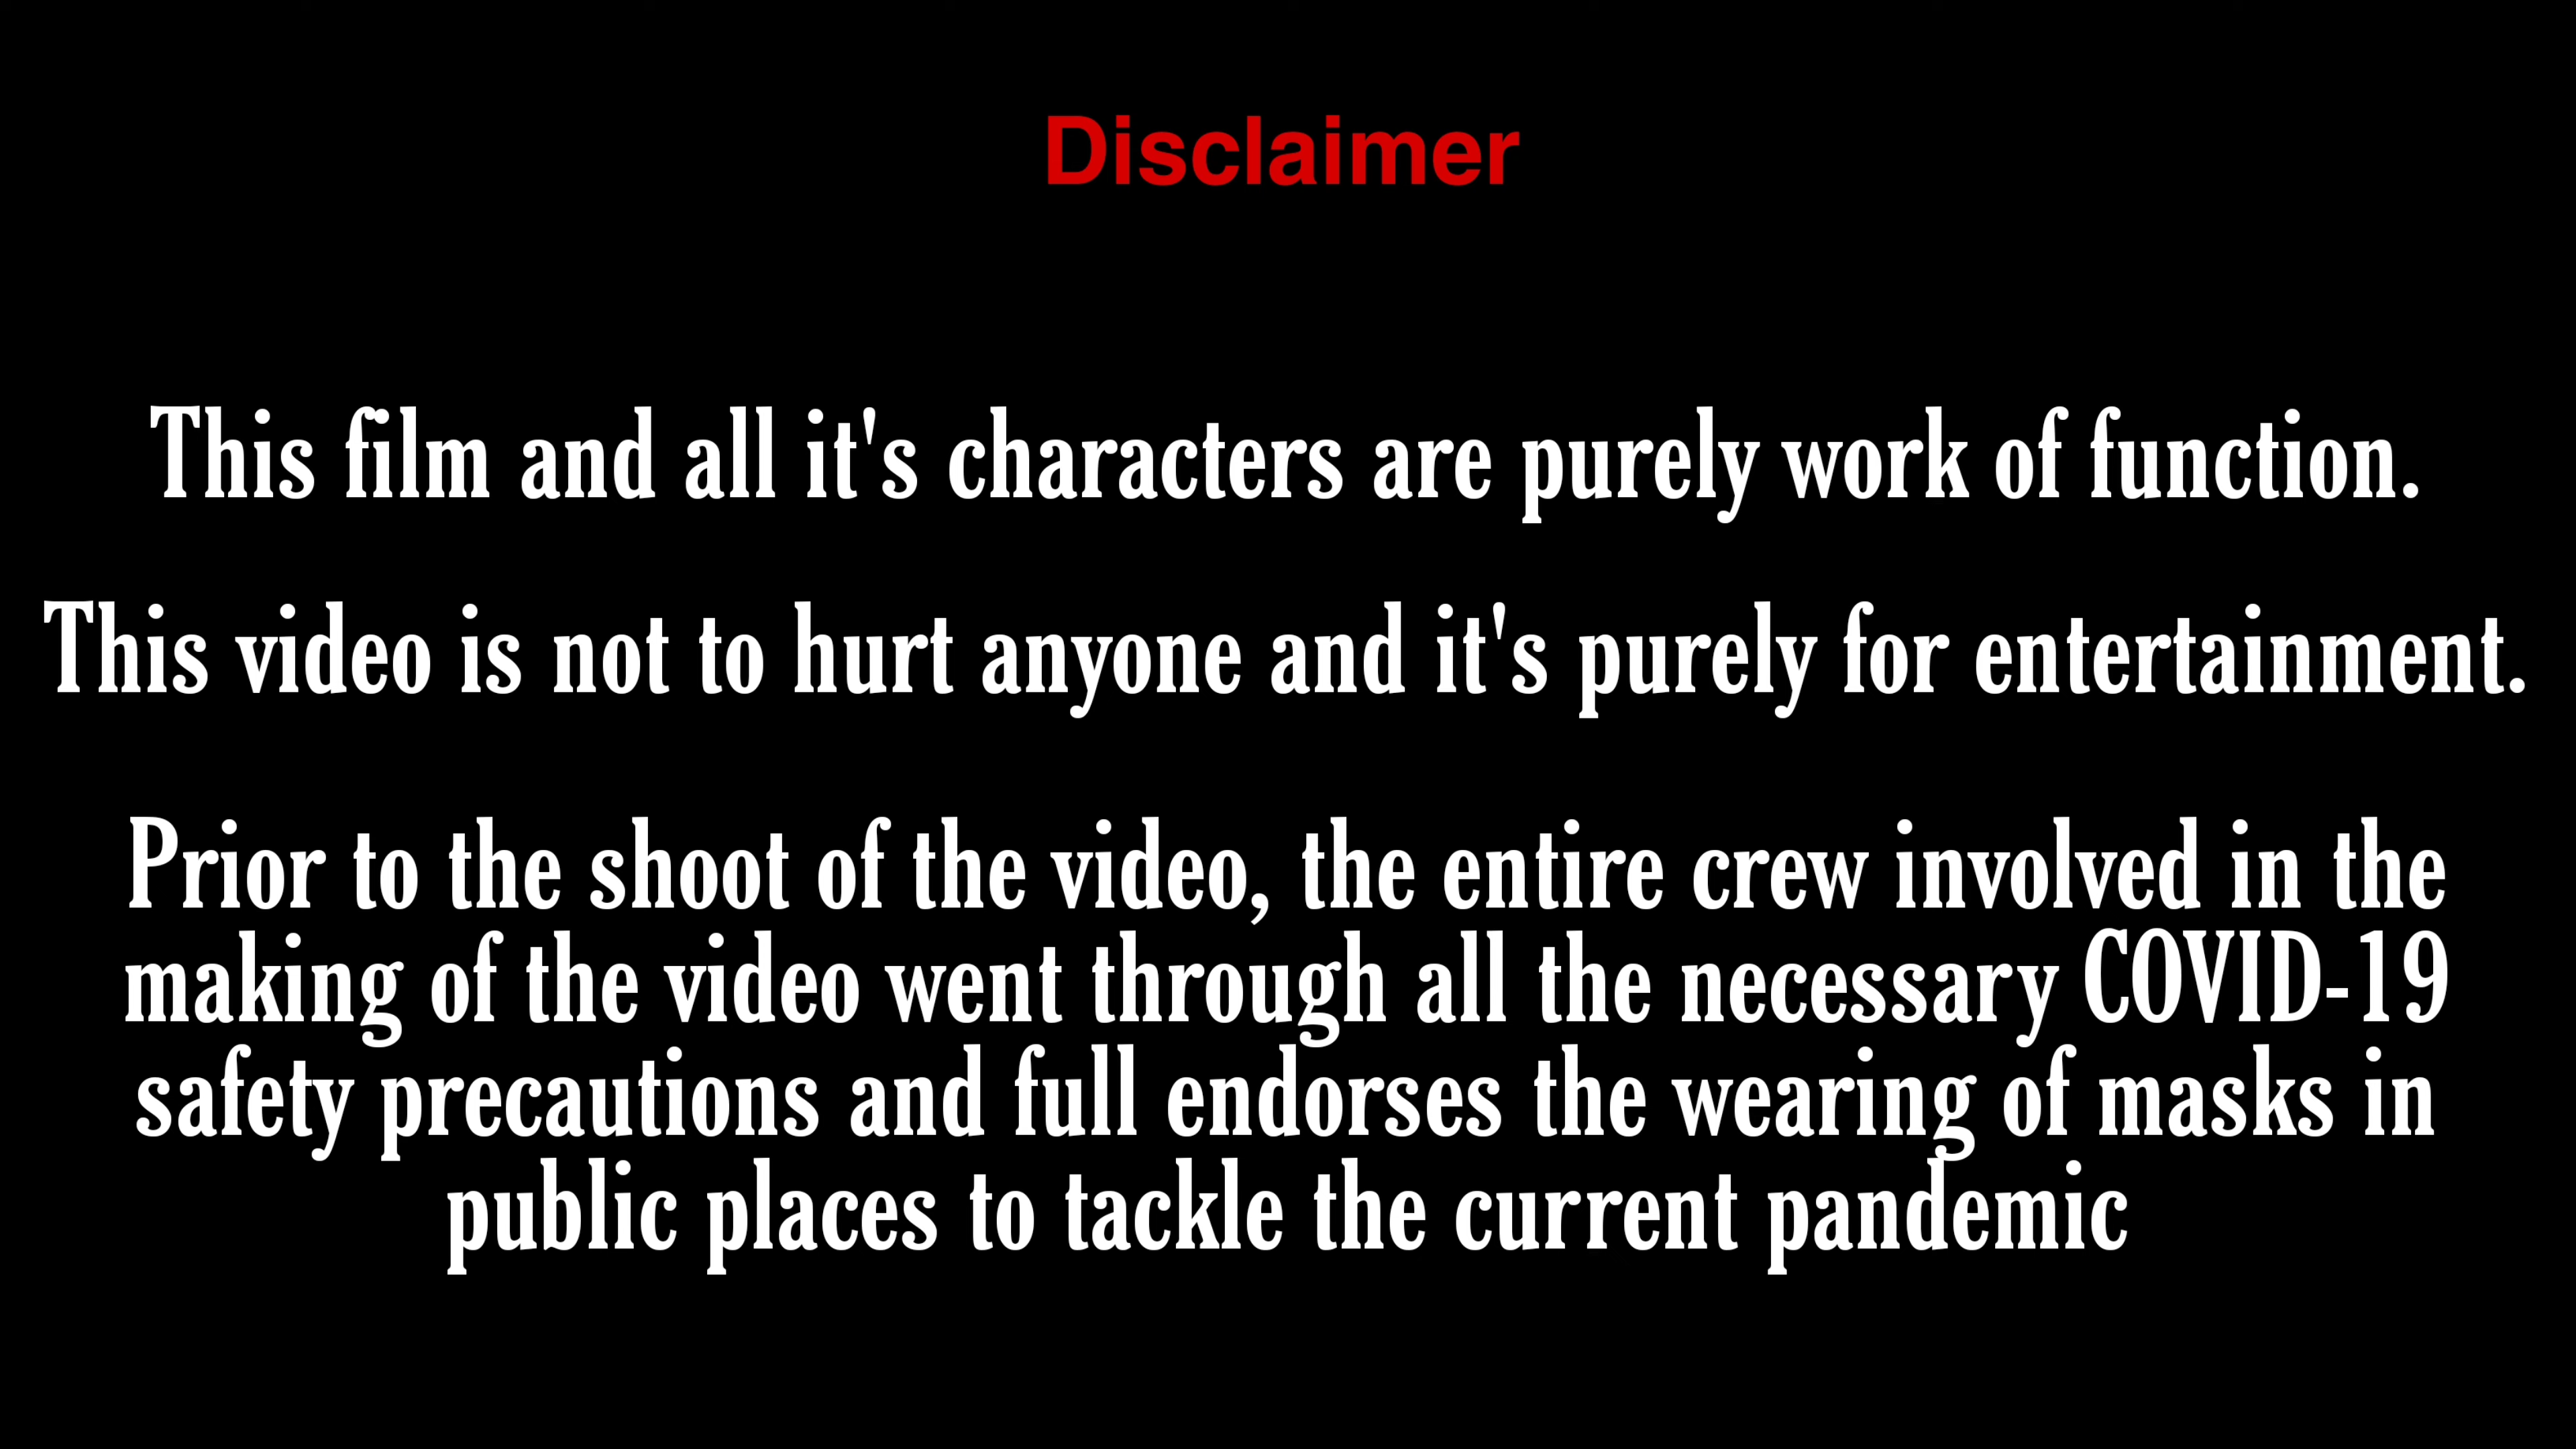 Disclaimer
This film and all it's characters are purely work of function.
This video is not to hurt anyone and it's purely for entertainment.
Prior to the shoot of the video, the entire crew involved in the
making of the video went through all the necessary COVID-19
safety precautions and full endorses the wearing of masks in
public places to tackle the current pandemic